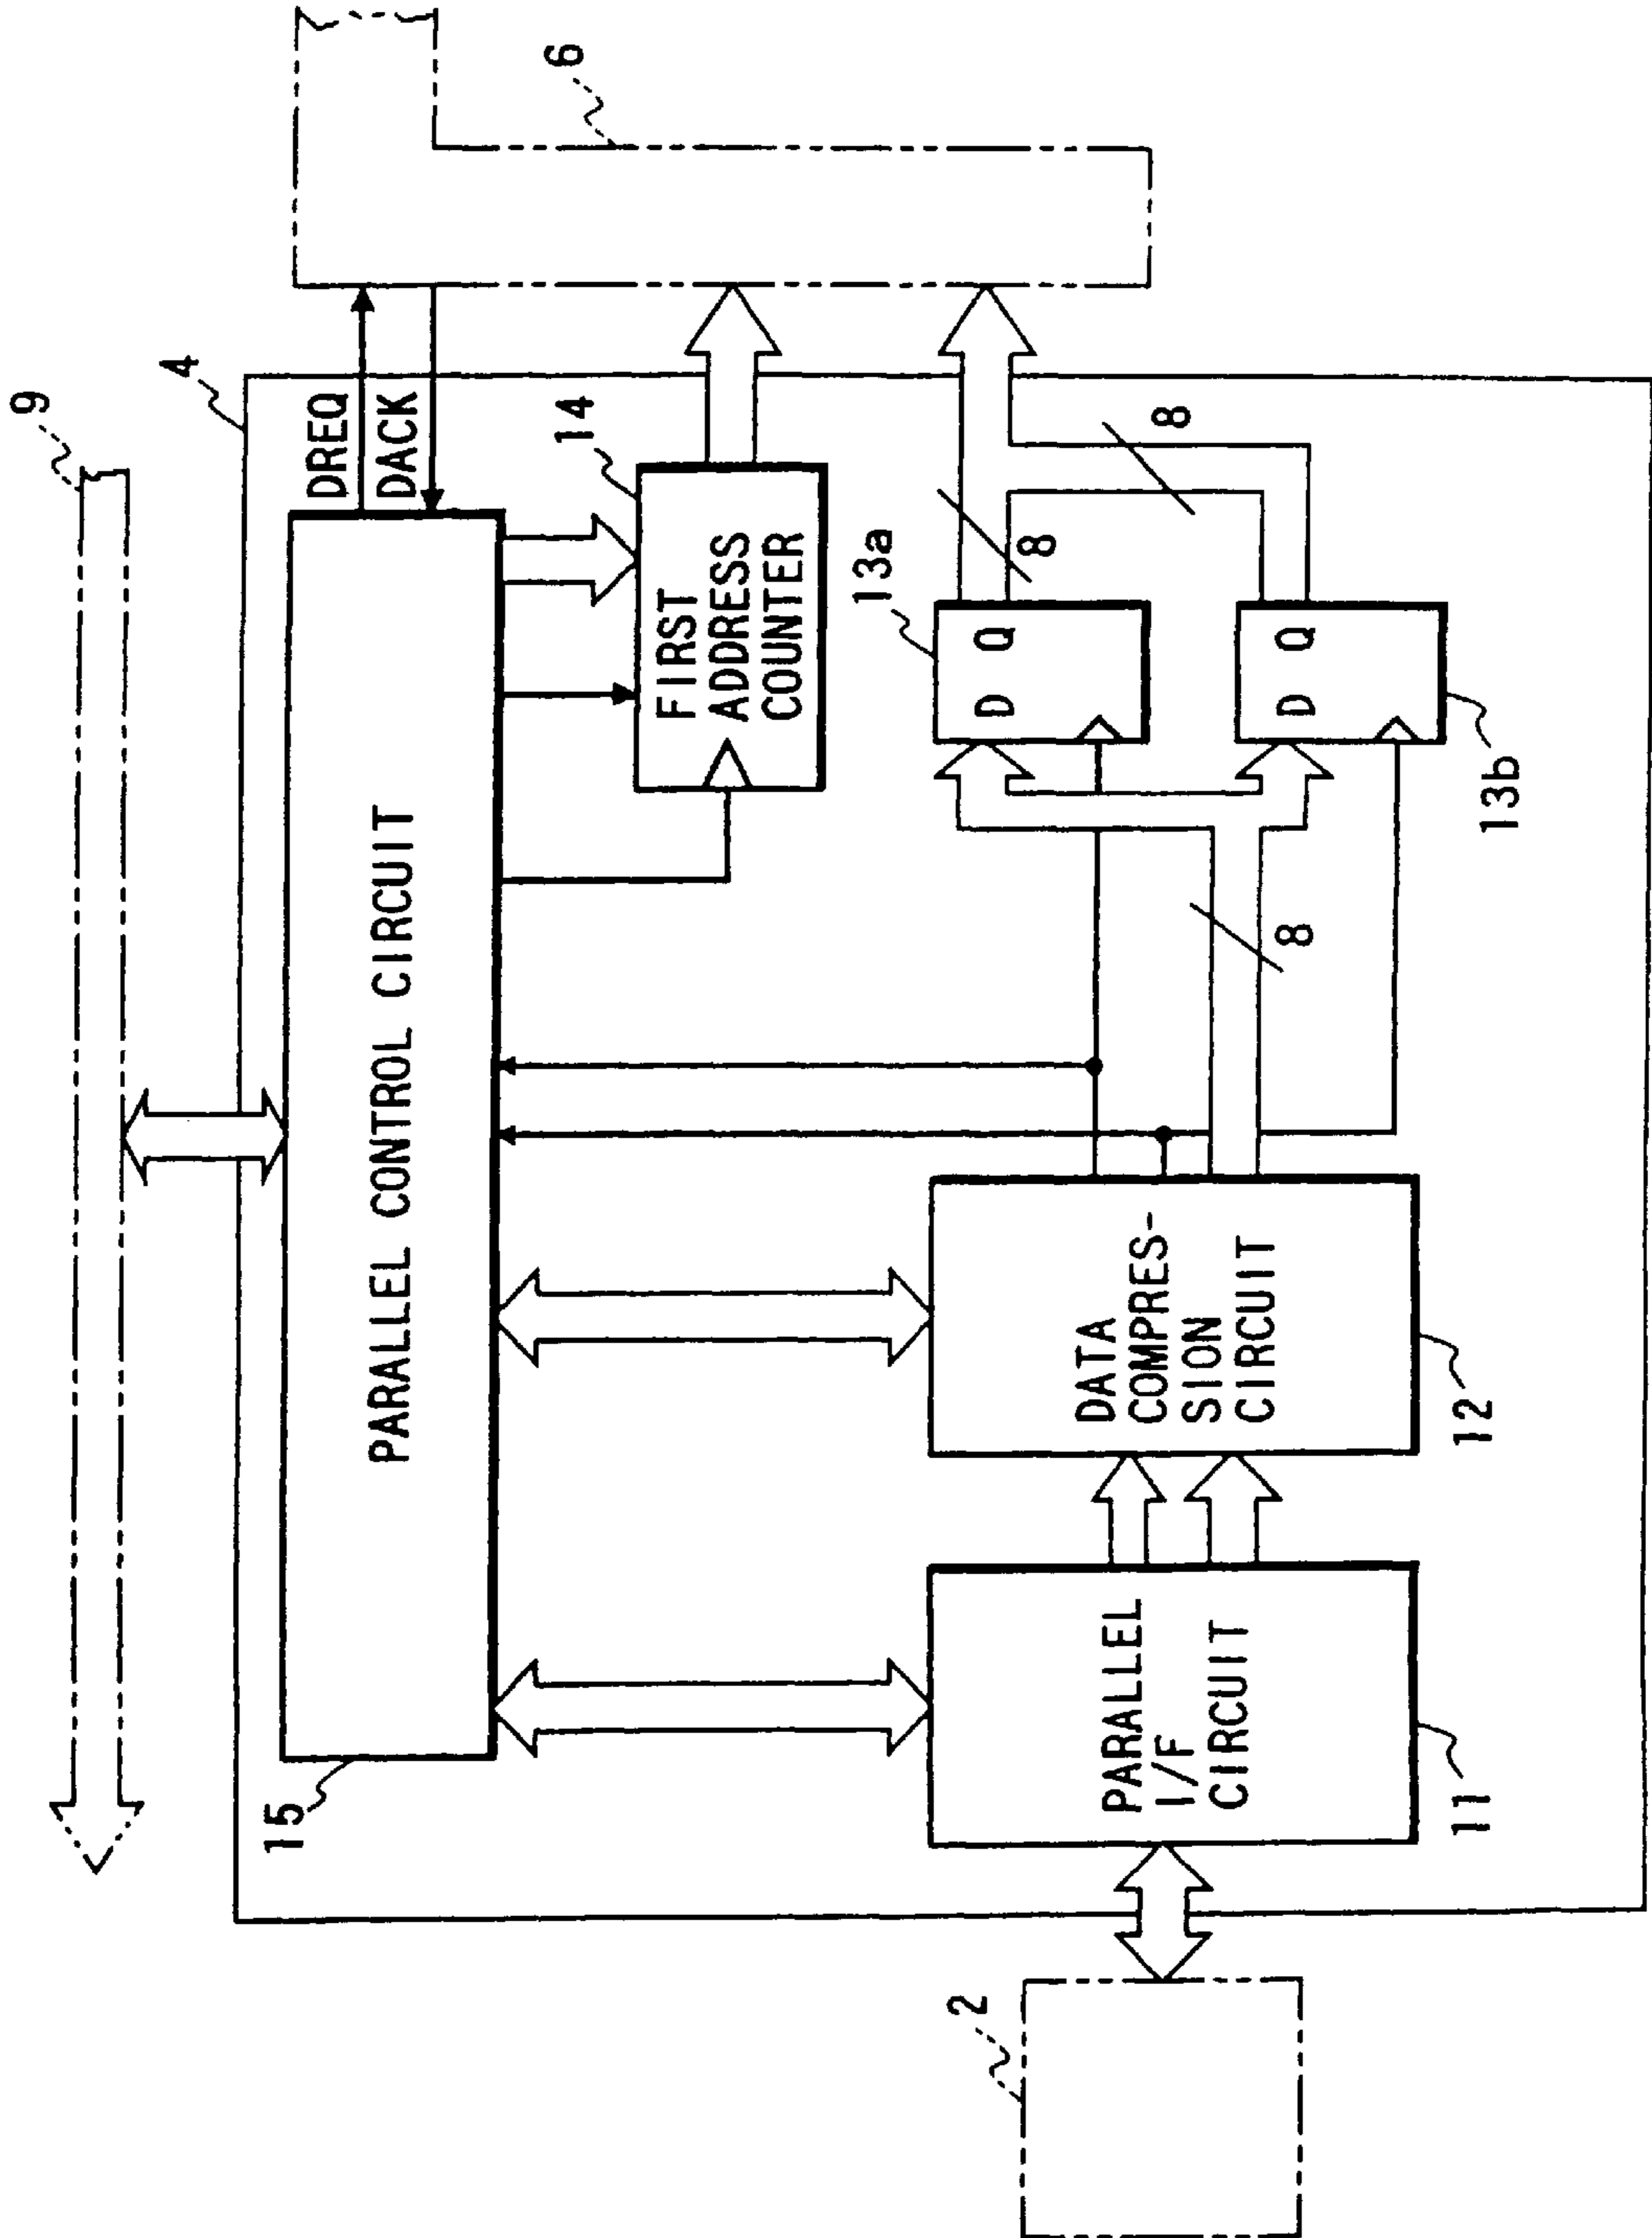 9
4
6
DREQ
DACK
PARALLEL CONTROL CIRCUIT
15
14
FIRST
ADDRESS
COUNTER
13a
8
8
D Q
D Q
13b
8
DATA
COMPRES-
SION
CIRCUIT
12
PARALLEL
I/F
CIRCUIT
11
2